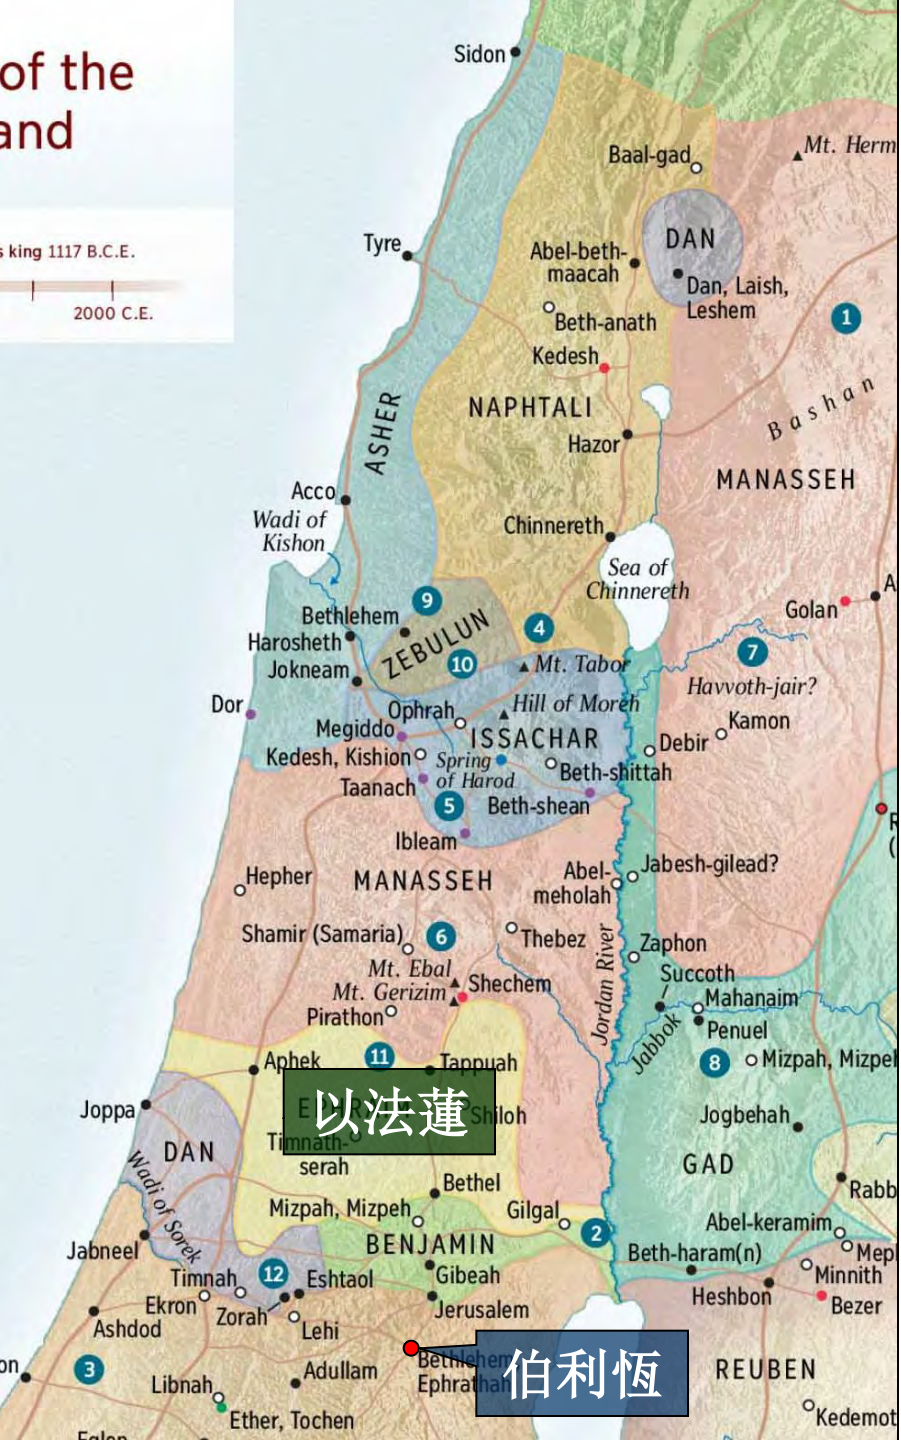 of the
and
s king 1117 B.C.E.
2000 C.E.
Sidon
Baal-gad
Mt. Herm
Tyre
Abel-beth-
maacah
DAN
Dan, Laish,
Leshem
Beth-anath
1
Kedesh
NAPHTALI
Bashan
ASHER
Hazor
MANASSEH
Acco
Wadi of
Kishon
Chinnereth
Sea of
Chinnereth
Golan
A
9
Bethlehem
Harosheth
ZEBULUN
4
Jokneam
10
Mt. Tabor
7
Havvoth-jair?
Dor
Ophrah
Hill of Moreh
Kamon
Megiddo
ISSACHAR
Debir
Kedesh, Kishion
Spring
of Harod
Beth-shittah
Taanach
5
Beth-shean
Ibleam
Hepher
MANASSEH
Abel-
meholah
Jabesh-gilead?
R
(
Shamir (Samaria)
6
Thebez
Jordan River
Zaphon
Mt. Ebal
Succoth
Mt. Gerizim
Shechem
Mahanaim
Pirathon
Penuel
Jabbok
11
8
Mizpah, Mizpeh
Aphek
Tappuah
以法蓮
Joppa
Shiloh
Jogbehah
DAN
Timnath-
serah
GAD
Wadi of Sorek
Bethel
Rabb
Mizpah, Mizpeh
Gilgal
2
Abel-keramim
Jabneel
BENJAMIN
Beth-haram(n)
Mep
Timnah
12
Eshtaol
Gibeah
Minnith
Ekron
Zorah
Jerusalem
Heshbon
Bezer
Ashdod
Lehi
on
3
Adullam
Bethlehem
Ephrathah
伯利恆
REUBEN
Libnah
Ether, Tochen
Kedemot
Eglon